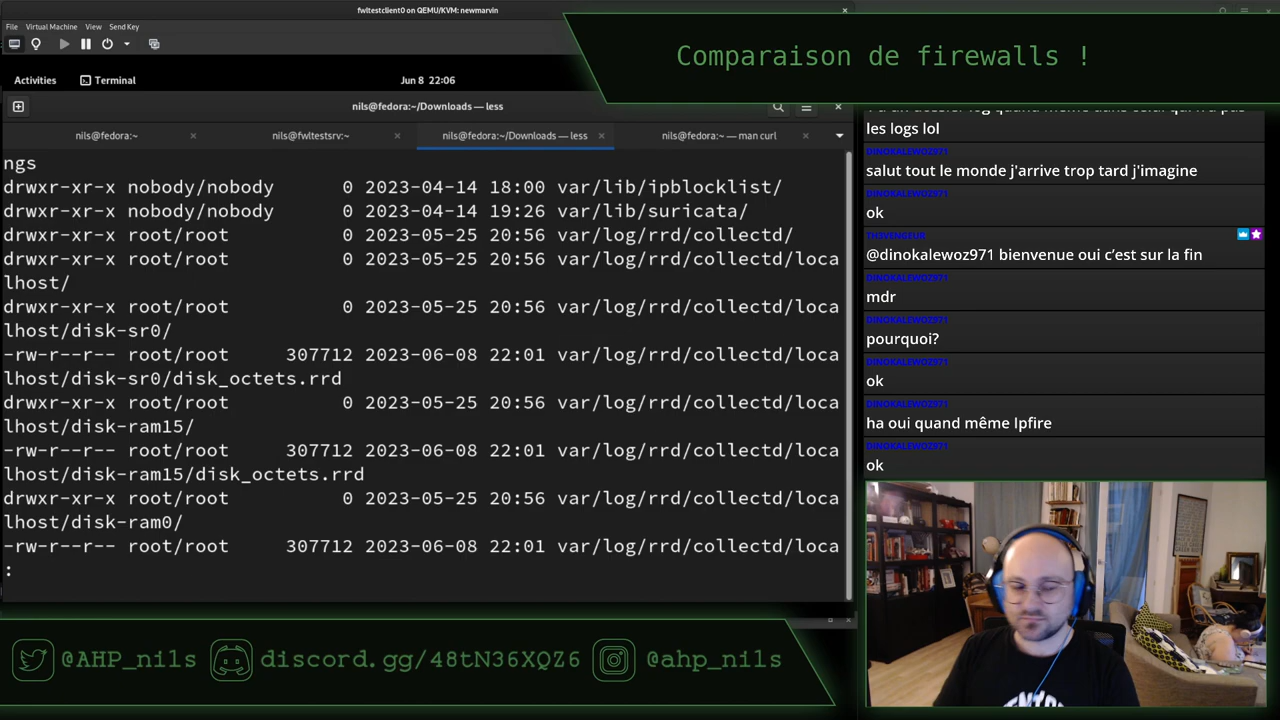 fwltestclient0 on QEMU/KVM: newmarvin
File Virtual Machine View Send Key
Comparaison de firewalls !
Activities Terminal Jun 8 22:06
nils@fedora:~/Downloads — less
nils@fedora:~ nils@fwltestsrv:~ nils@fedora:~/Downloads — less nils@fedora:~ — man curl
ngs
drwxr-xr-x nobody/nobody 0 2023-04-14 18:00 var/lib/ipblocklist/
drwxr-xr-x nobody/nobody 0 2023-04-14 19:26 var/lib/suricata/
drwxr-xr-x root/root 0 2023-05-25 20:56 var/log/rrd/collectd/
drwxr-xr-x root/root 0 2023-05-25 20:56 var/log/rrd/collectd/loca
lhost/
drwxr-xr-x root/root 0 2023-05-25 20:56 var/log/rrd/collectd/loca
lhost/disk-sr0/
-rw-r--r-- root/root 307712 2023-06-08 22:01 var/log/rrd/collectd/loca
lhost/disk-sr0/disk_octets.rrd
drwxr-xr-x root/root 0 2023-05-25 20:56 var/log/rrd/collectd/loca
lhost/disk-ram15/
-rw-r--r-- root/root 307712 2023-06-08 22:01 var/log/rrd/collectd/loca
lhost/disk-ram15/disk_octets.rrd
drwxr-xr-x root/root 0 2023-05-25 20:56 var/log/rrd/collectd/loca
lhost/disk-ram0/
-rw-r--r-- root/root 307712 2023-06-08 22:01 var/log/rrd/collectd/loca
:
les logs lol
DINOKALEWOZ971
salut tout le monde j'arrive trop tard j'imagine
DINOKALEWOZ971
ok
TH3VENGEUR
@dinokalewoz971 bienvenue oui c’est sur la fin
DINOKALEWOZ971
mdr
DINOKALEWOZ971
pourquoi?
DINOKALEWOZ971
ok
DINOKALEWOZ971
ha oui quand même lpfire
DINOKALEWOZ971
ok
@AHP_nils discord.gg/48tN36XQZ6 @ahp_nils